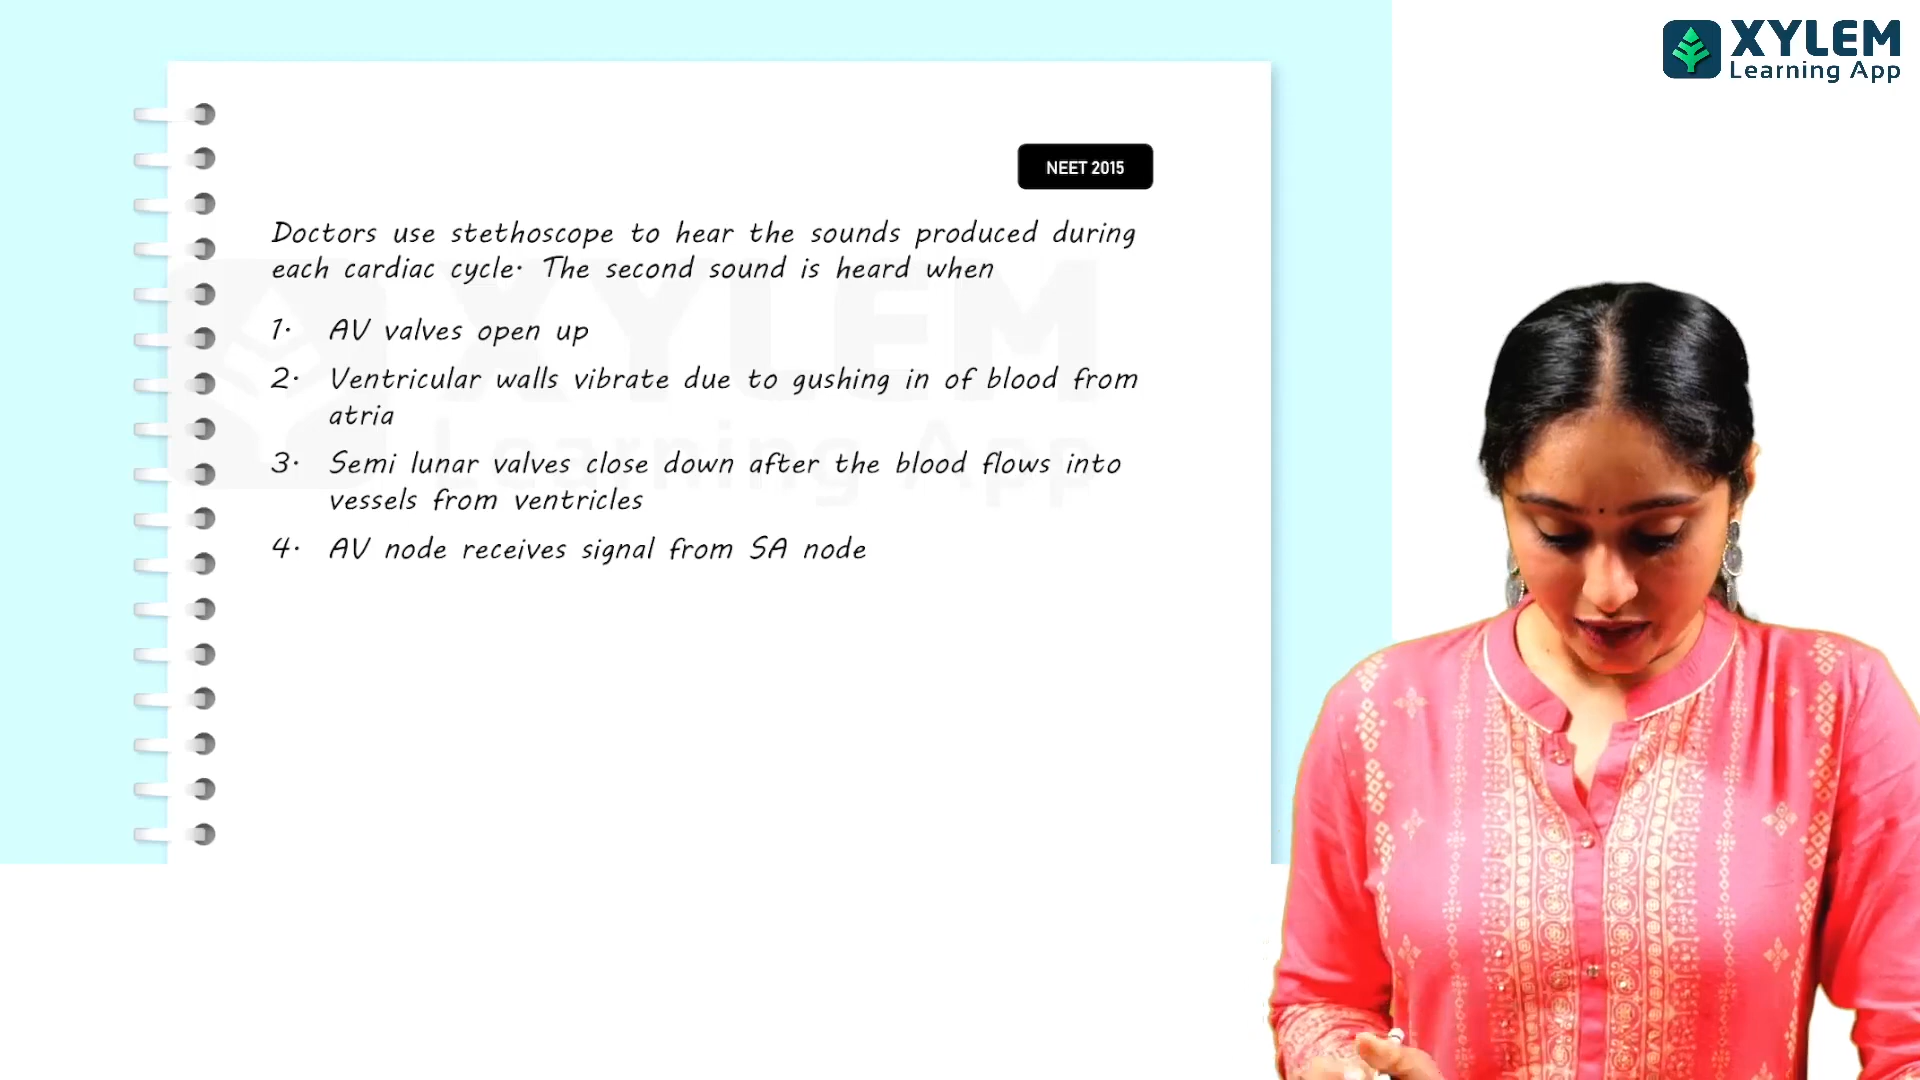 XYLEM
Learning App
NEET 2015
Doctors use stethoscope to hear the sounds produced during
each cardiac cycle. The second sound is heard when
1. AV valves open up
2. Ventricular walls vibrate due to gushing in of blood from
atria
3. Semi lunar valves close down after the blood flows into
vessels from ventricles
4. AV node receives signal from SA node
XYLEM
Learning App